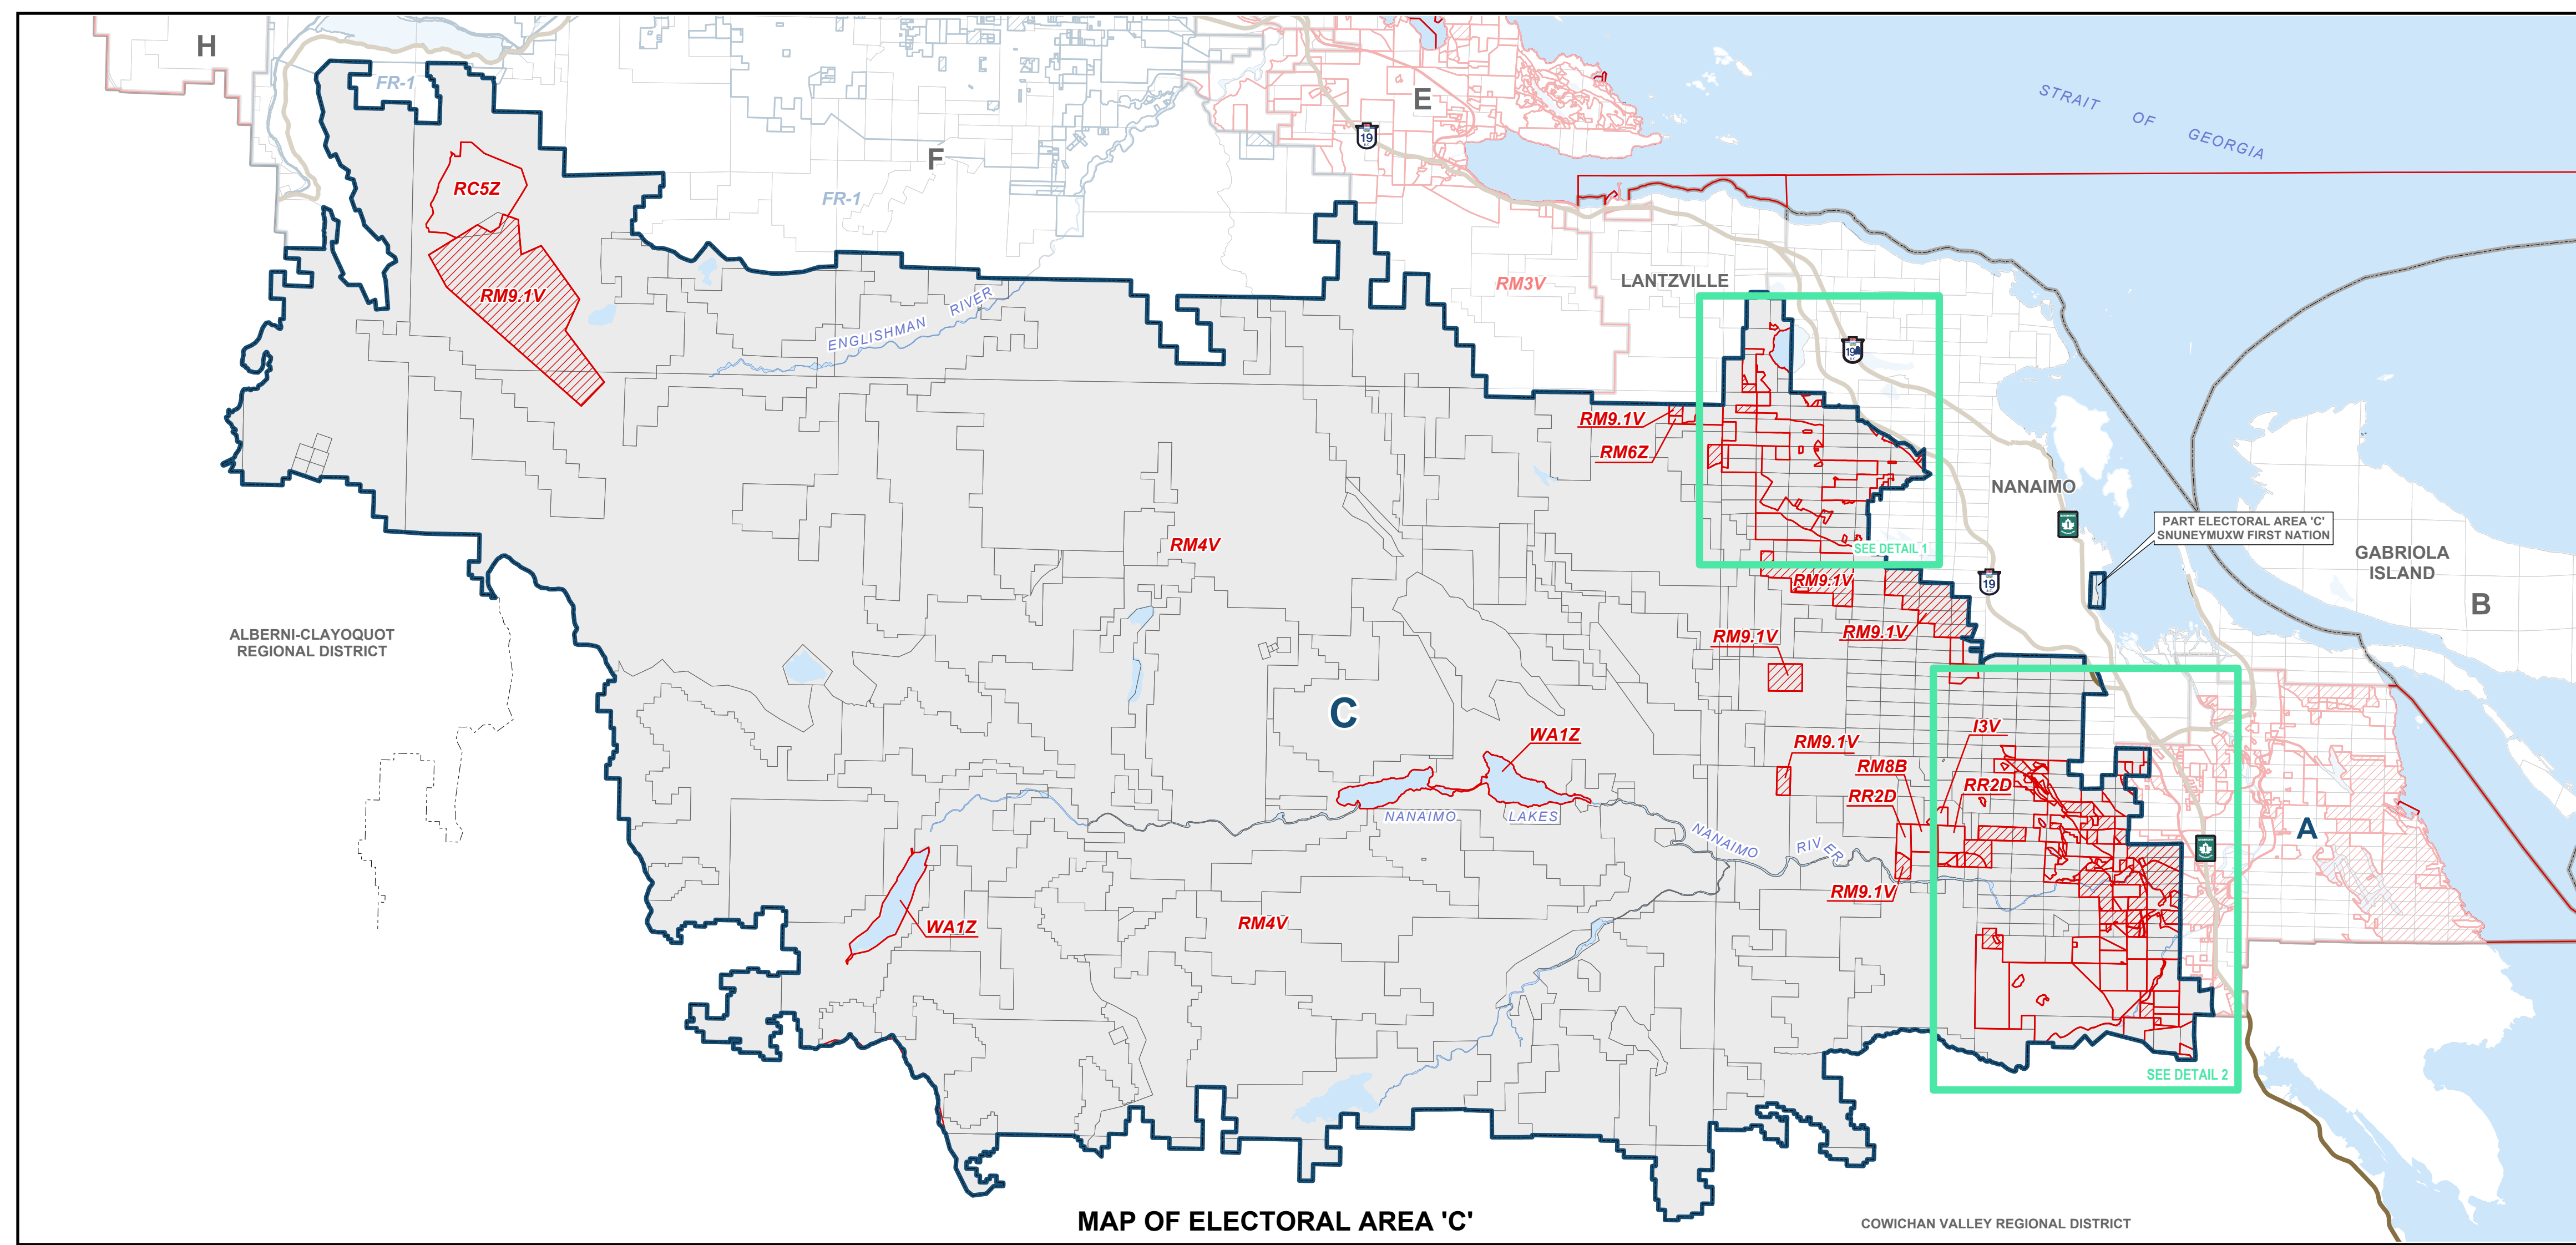 H
FR-1
E
19
STRAIT
OF
GEORGIA
F
RC5Z
FR-1
RM9.1V
ENGLISHMAN
RIVER
RM3V
LANTZVILLE
19A
RM9.1V
RM6Z
NANAIMO
PART ELECTORAL AREA 'C'
SNUNEYMUXW FIRST NATION
1
RM4V
SEE DETAIL 1
GABRIOLA
ISLAND
B
RM9.1V
19
RM9.1V
RM9.1V
ALBERNI-CLAYOQUOT
REGIONAL DISTRICT
C
WA1Z
I3V
RM9.1V
RM8B
RR2D
RR2D
NANAIMO
LAKES
NANAIMO
RIVER
A
1
RM9.1V
WA1Z
RM4V
SEE DETAIL 2
MAP OF ELECTORAL AREA 'C'
COWICHAN VALLEY REGIONAL DISTRICT